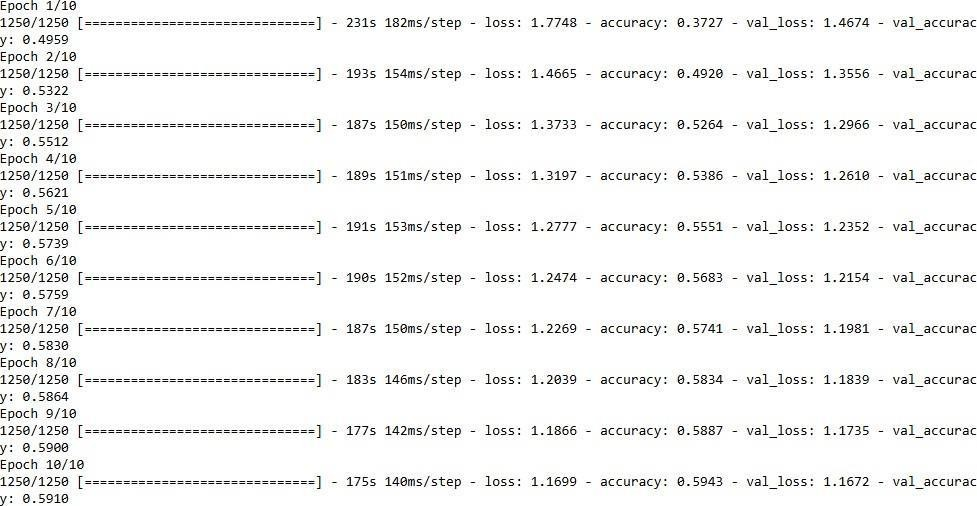 Epoch 1/10
1250/1250 [==============================] - 231s 182ms/step - loss: 1.7748 - accuracy: 0.3727 - val_loss: 1.4674 - val_accurac
y: 0.4959
Epoch 2/10
1250/1250 [==============================] - 193s 154ms/step - loss: 1.4665 - accuracy: 0.4920 - val_loss: 1.3556 - val_accurac
y: 0.5322
Epoch 3/10
1250/1250 [==============================] - 187s 150ms/step - loss: 1.3733 - accuracy: 0.5264 - val_loss: 1.2966 - val_accurac
y: 0.5512
Epoch 4/10
1250/1250 [==============================] - 189s 151ms/step - loss: 1.3197 - accuracy: 0.5386 - val_loss: 1.2610 - val_accurac
y: 0.5621
Epoch 5/10
1250/1250 [==============================] - 191s 153ms/step - loss: 1.2777 - accuracy: 0.5551 - val_loss: 1.2352 - val_accurac
y: 0.5739
Epoch 6/10
1250/1250 [==============================] - 190s 152ms/step - loss: 1.2474 - accuracy: 0.5683 - val_loss: 1.2154 - val_accurac
y: 0.5759
Epoch 7/10
1250/1250 [==============================] - 187s 150ms/step - loss: 1.2269 - accuracy: 0.5741 - val_loss: 1.1981 - val_accurac
y: 0.5830
Epoch 8/10
1250/1250 [==============================] - 183s 146ms/step - loss: 1.2039 - accuracy: 0.5834 - val_loss: 1.1839 - val_accurac
y: 0.5864
Epoch 9/10
1250/1250 [==============================] - 177s 142ms/step - loss: 1.1866 - accuracy: 0.5887 - val_loss: 1.1735 - val_accurac
y: 0.5900
Epoch 10/10
1250/1250 [==============================] - 175s 140ms/step - loss: 1.1699 - accuracy: 0.5943 - val_loss: 1.1672 - val_accurac
y: 0.5910